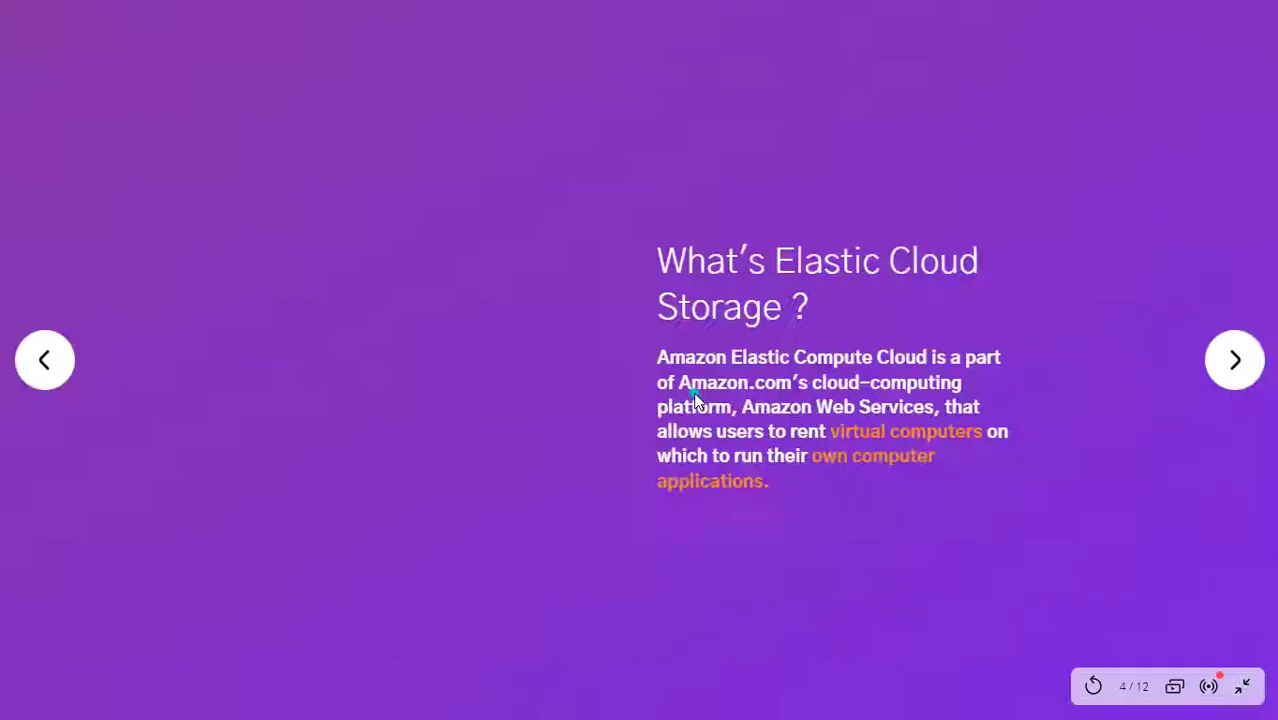 What's Elastic Cloud
Storage ?
Amazon Elastic Compute Cloud is a part
of Amazon.com's cloud-computing
platform, Amazon Web Services, that
allows users to rent virtual computers on
which to run their own computer
applications.
4 / 12